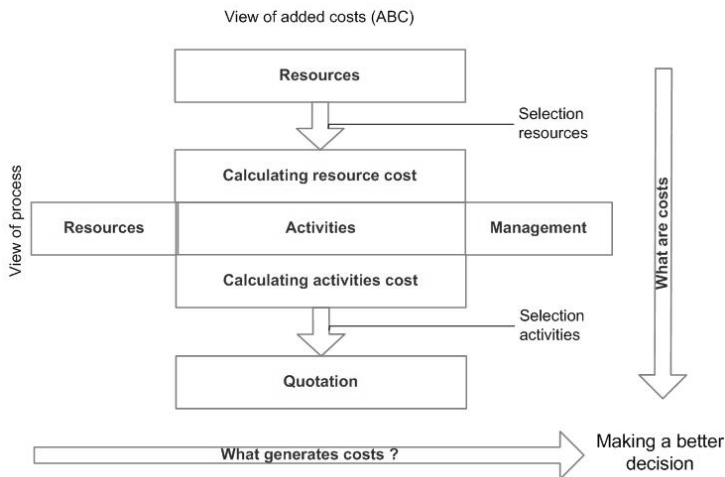 View of added costs (ABC)
Resources
Selection
resources
Calculating resource cost
View of process
Resources
Activities
Management
What are costs
Calculating activities cost
Selection
activities
Quotation
What generates costs ?
Making a better
decision